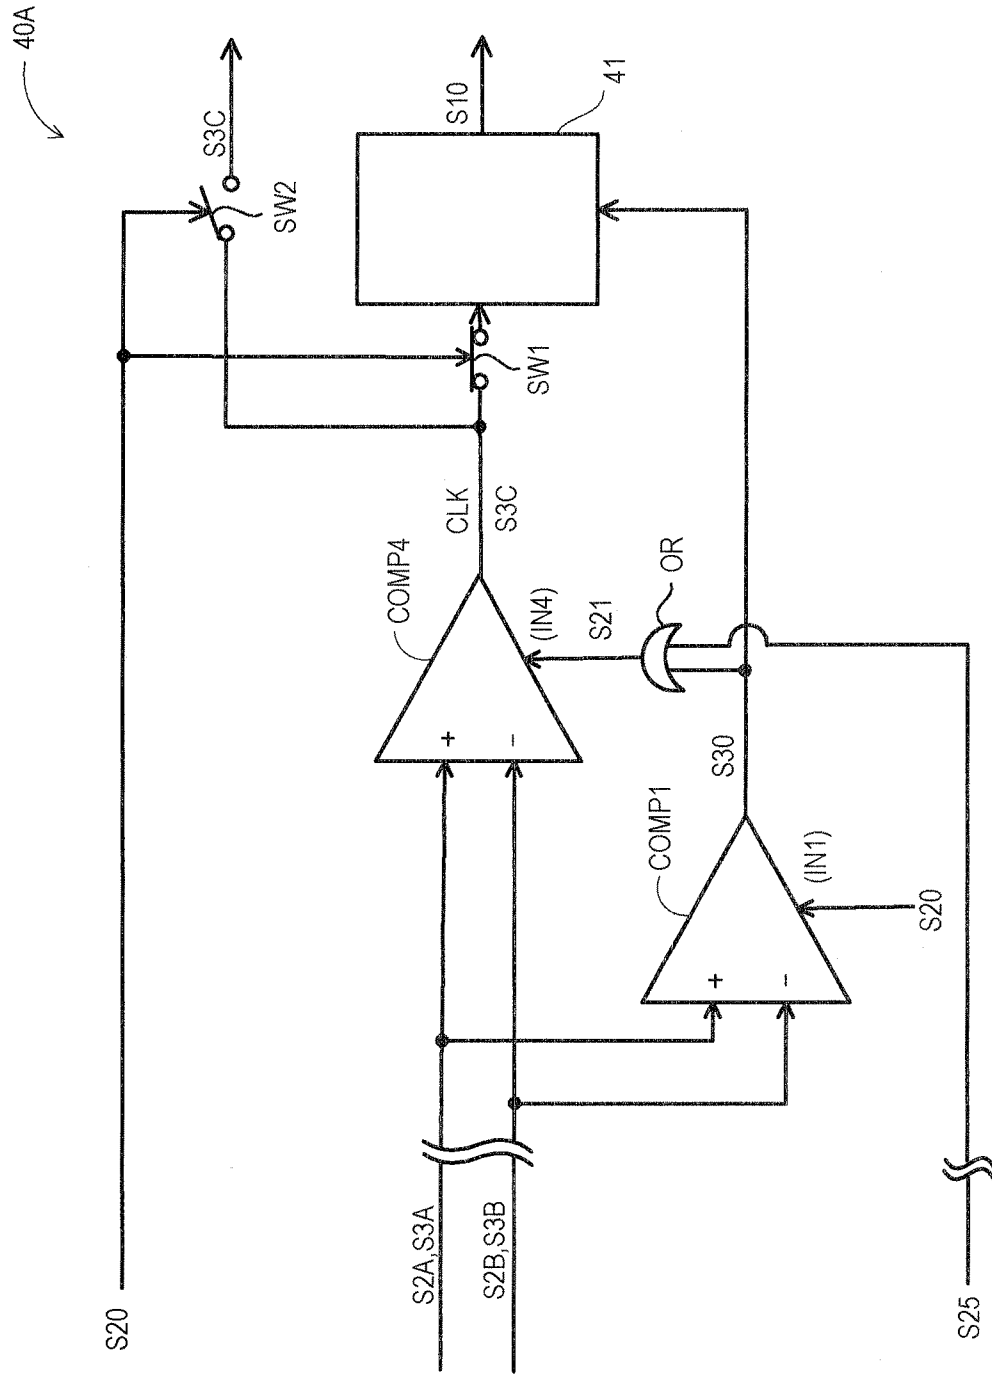 40A
S20
S3C
SW2
S10
41
SW1
CLK
S3C
COMP4
(IN4)
S21
OR
+
-
S2A,S3A
S2B,S3B
S30
COMP1
(IN1)
+
-
S20
S25